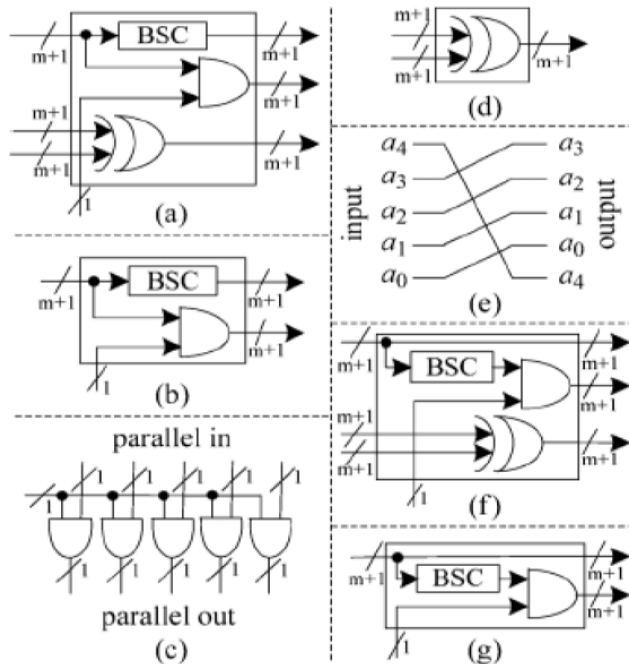 m+1
BSC
m+1
m+1
m+1
m+1
m+1
1
(a)
m+1
BSC
m+1
m+1
1
(b)
parallel in
1
1
1
1
1
1
1
1
1
1
1
parallel out
(c)
m+1
m+1
m+1
(d)
input
a4
a3
a2
a1
a0
a3
a2
a1
a0
a4
output
(e)
m+1
m+1
BSC
m+1
m+1
m+1
m+1
1
(f)
m+1
m+1
BSC
m+1
1
(g)